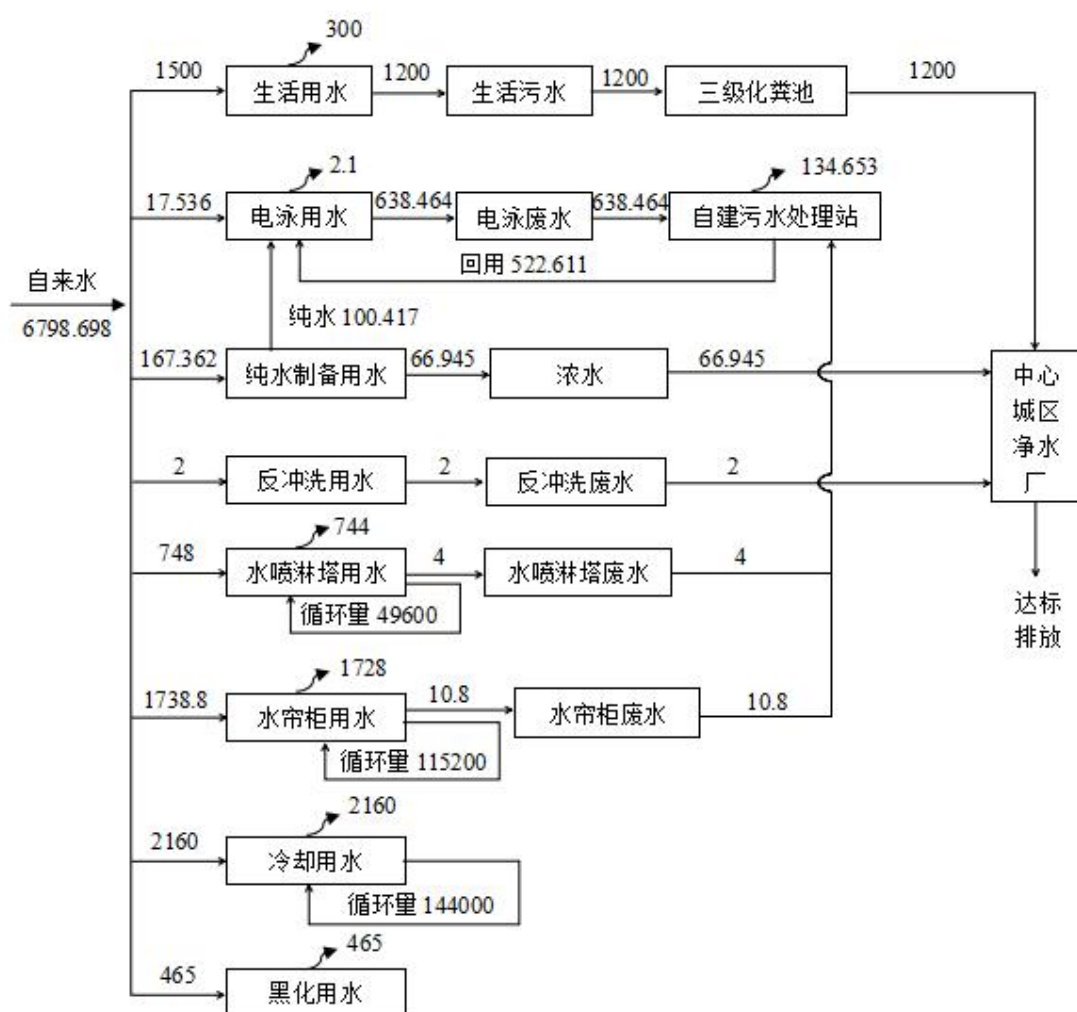 300
1500
生活用水
1200
生活污水
1200
三级化粪池
1200
2.1
17.536
电泳用水
638.464
电泳废水
638.464
自建污水处理站
134.653
回用 522.611
自来水
6798.698
纯水 100.417
167.362
纯水制备用水
66.945
浓水
66.945
中心
城区
净水
厂
2
反冲洗用水
2
反冲洗废水
2
744
748
水喷淋塔用水
4
水喷淋塔废水
4
循环量 49600
达标
排放
1728
1738.8
水帘柜用水
10.8
水帘柜废水
10.8
循环量 115200
2160
2160
冷却用水
循环量 144000
465
465
黑化用水